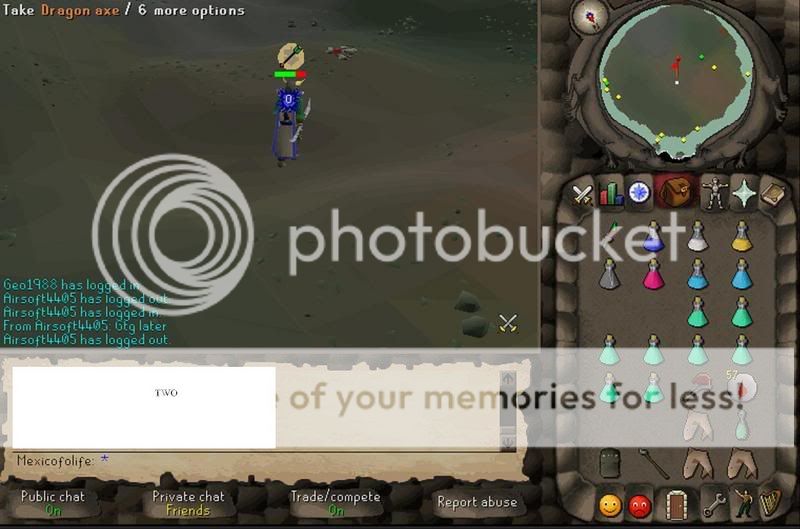 Take Dragon axe / 6 more options
0
photobucket
Geo1988 has logged in.
Airsoft4405 has logged out.
Airsoft4405 has logged in.
From Airsoft4405: Gtg later
Airsoft4405 has logged out.
57
TWO
e of your memories for less!
Mexicofolife: *
Public chat
On
Private chat
Friends
Trade/compete
On
Report abuse